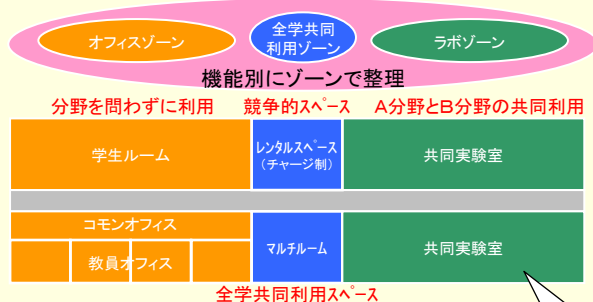 オフィスゾーン
全学共同
利用ゾーン
ラボゾーン
機能別にゾーンで整理
分野を問わずに利用
競争的スペース
A分野とB分野の共同利用
学生ルーム
レンタルスペース
(チャージ制)
共同実験室
コモンオフィス
教員オフィス
マルチルーム
共同実験室
全学共同利用スペース